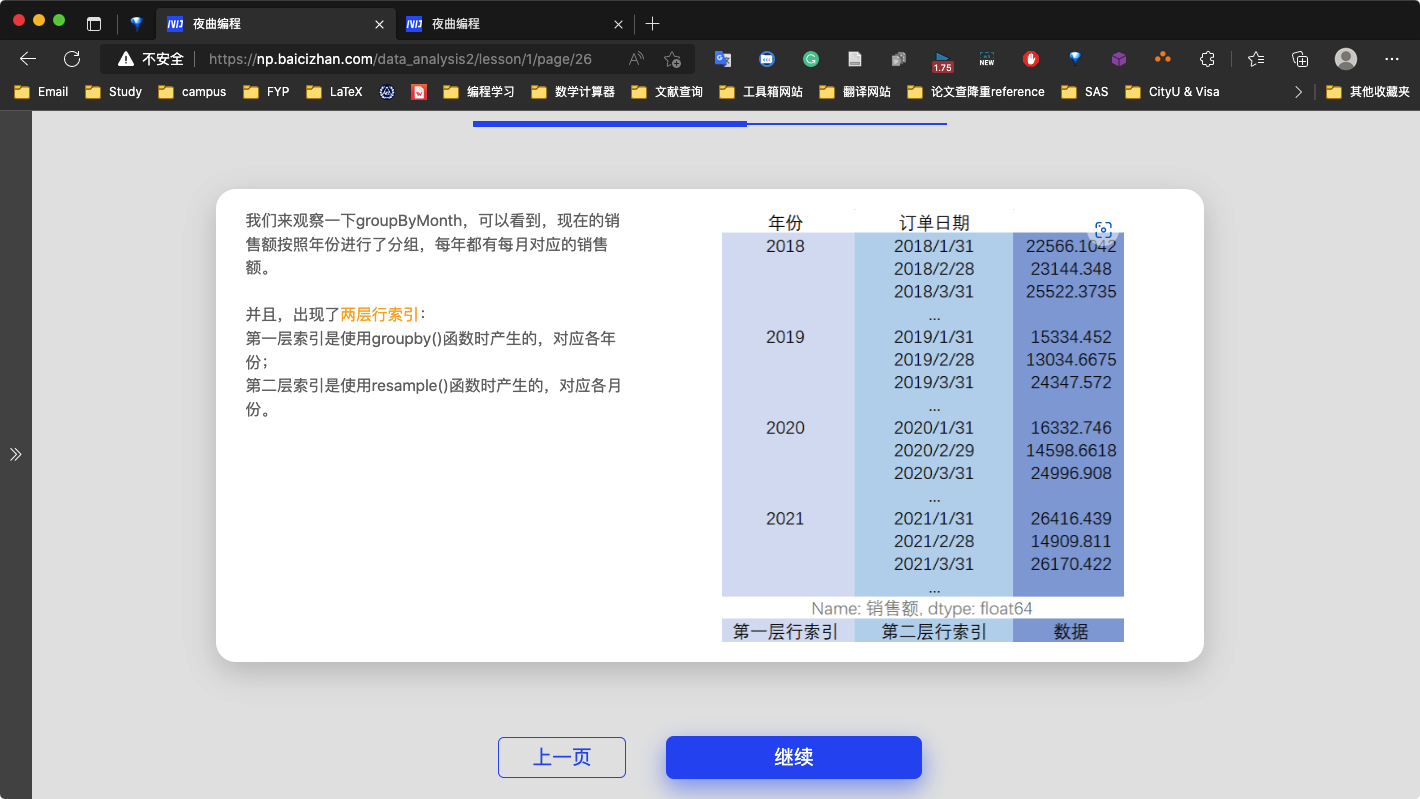 夜曲编程
夜曲编程
不安全 https://np.baicizhan.com/data_analysis2/lesson/1/page/26
1.75
NEW
Email Study campus FYP LaTeX 编程学习 数学计算器 文献查询 工具箱网站 翻译网站 论文查降重reference SAS CityU & Visa 其他收藏夹
我们来观察一下groupByMonth，可以看到，现在的销
售额按照年份进行了分组，每年都有每月对应的销售
额。
并且，出现了两层行索引：
第一层索引是使用groupby()函数时产生的，对应各年
份；
第二层索引是使用resample()函数时产生的，对应各月
份。
年份 订单日期
2018 2018/1/31 22566.1042
2018/2/28 23144.348
2018/3/31 25522.3735
...
2019 2019/1/31 15334.452
2019/2/28 13034.6675
2019/3/31 24347.572
...
2020 2020/1/31 16332.746
2020/2/29 14598.6618
2020/3/31 24996.908
...
2021 2021/1/31 26416.439
2021/2/28 14909.811
2021/3/31 26170.422
...
Name: 销售额, dtype: float64
第一层行索引 第二层行索引 数据
上一页 继续